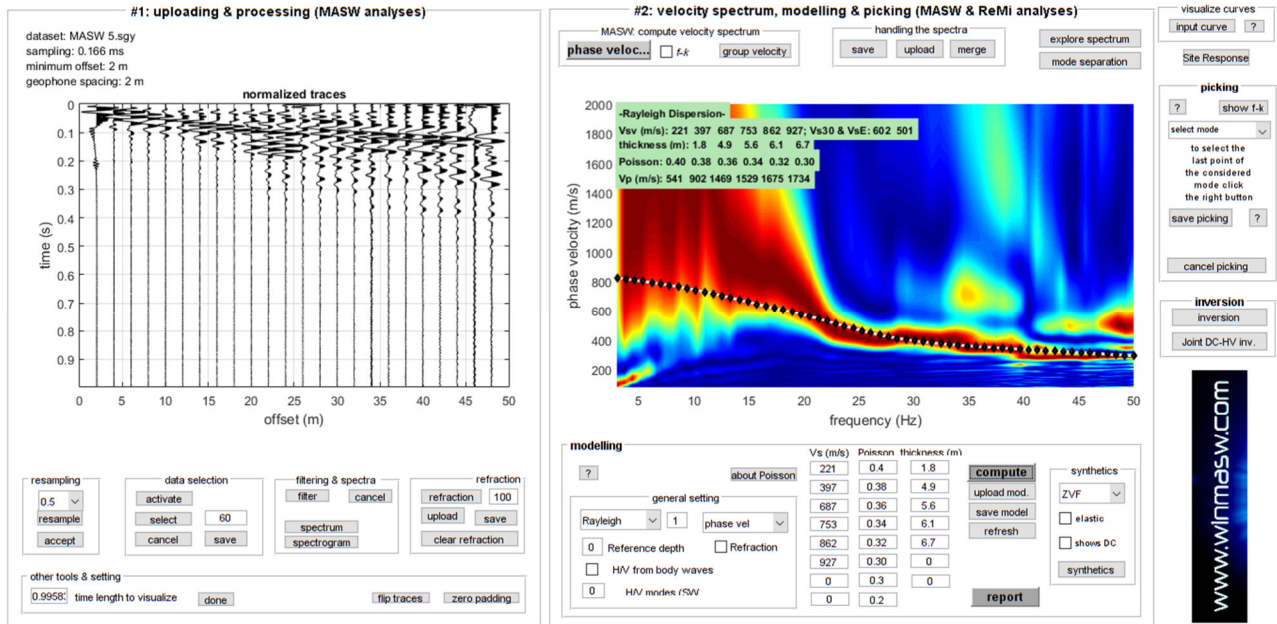 #1: uploading & processing (MASW analyses)
dataset: MASW 5.sgy
sampling: 0.166 ms
minimum offset: 2 m
geophone spacing: 2 m
normalized traces
0
0.1
0.2
0.3
0.4
0.5
0.6
0.7
0.8
0.9
time (s)
0 5 10 15 20 25 30 35 40 45 50
offset (m)
resampling
0.5
resample
accept
data selection
activate
select 60
cancel save
filtering & spectra
filter cancel
spectrum
spectrogram
refraction
refraction 100
upload save
clear refraction
other tools & setting
0.9958: time length to visualize done flip traces zero padding
#2: velocity spectrum, modelling & picking (MASW & ReMi analyses)
MASW: compute velocity spectrum
phase veloc... f-k group velocity
handling the spectra
save upload merge
explore spectrum
mode separation
-Rayleigh Dispersion-
Vsv (m/s): 221 397 687 753 862 927; Vs30 & VsE: 602 501
thickness (m): 1.8 4.9 5.6 6.1 6.7
Poisson: 0.40 0.38 0.36 0.34 0.32 0.30
Vp (m/s): 541 902 1469 1529 1675 1734
2000
1800
1600
1400
1200
1000
800
600
400
200
phase velocity (m/s)
5 10 15 20 25 30 35 40 45 50
frequency (Hz)
modelling
? about Poisson
general setting
Rayleigh 1 phase vel
0 Reference depth Refraction
H/V from body waves
0 H/V modes (SW
Vs (m/s) Poisson thickness (m)
221 0.4 1.8
397 0.38 4.9
687 0.36 5.6
753 0.34 6.1
862 0.32 6.7
927 0.30 0
0 0.3 0
0 0.2
compute
upload mod.
save model
refresh
report
synthetics
ZVF
elastic
shows DC
synthetics
visualize curves
input curve ?
Site Response
picking
? show f-k
select mode
to select the
last point of
the considered
mode click
the right button
save picking ?
cancel picking
inversion
inversion
Joint DC-HV inv.
www.winmasw.com